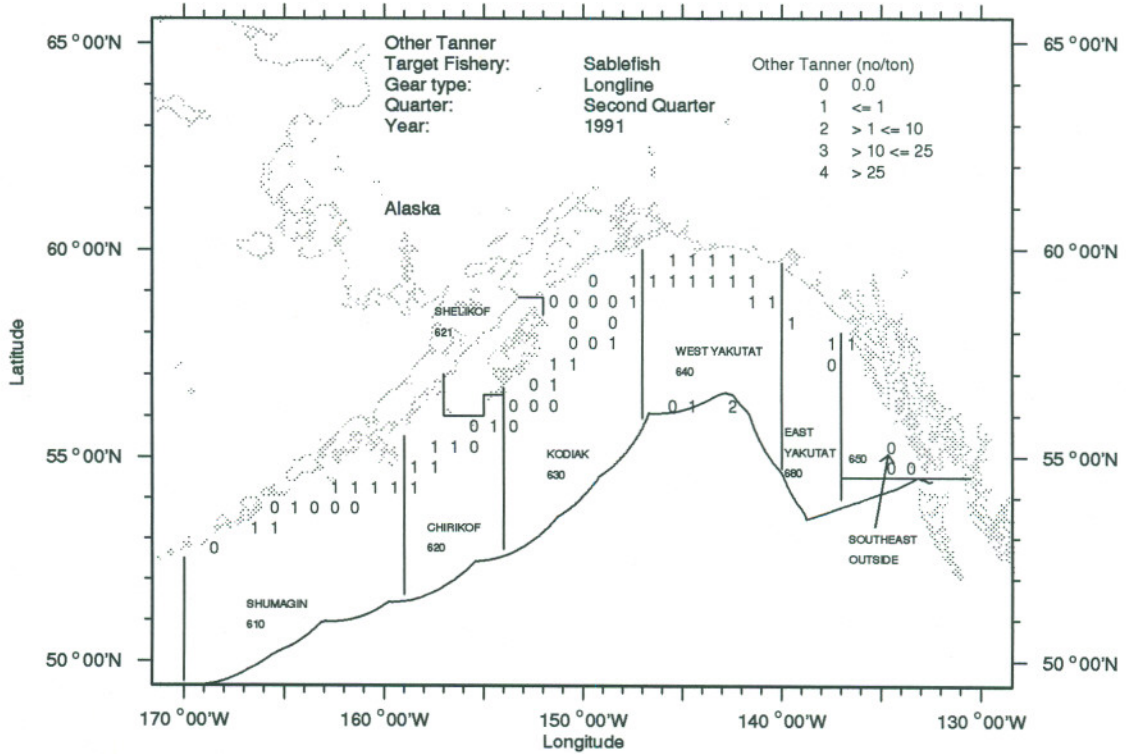 65°00'N
65°00'N
Other Tanner
Target Fishery: Sablefish
Gear type: Longline
Quarter: Second Quarter
Year: 1991
Other Tanner (no/ton)
0 0.0
1 <= 1
2 > 1 <= 10
3 > 10 <= 25
4 > 25
Alaska
60°00'N
60°00'N
1 1 1 1
0 1 1 1 1 1 1 1
0 0 0 0 1 1 1
SHELIKOF
621
0 0 1
0 0 1 1 1
WEST YAKUTAT
640
1 1 0
0 1
0 0 0 0 1 2
0 1 0
1 1 0
EAST
YAKUTAT
680
KODIAK
630
650
0
0 0
55°00'N
55°00'N
1 1
1 1 1 1 1
0 1 0 0 0
1 1
0
CHIRIKOF
620
SOUTHEAST
OUTSIDE
SHUMAGIN
610
50°00'N
50°00'N
170°00'W 160°00'W 150°00'W 140°00'W 130°00'W
Longitude
Latitude